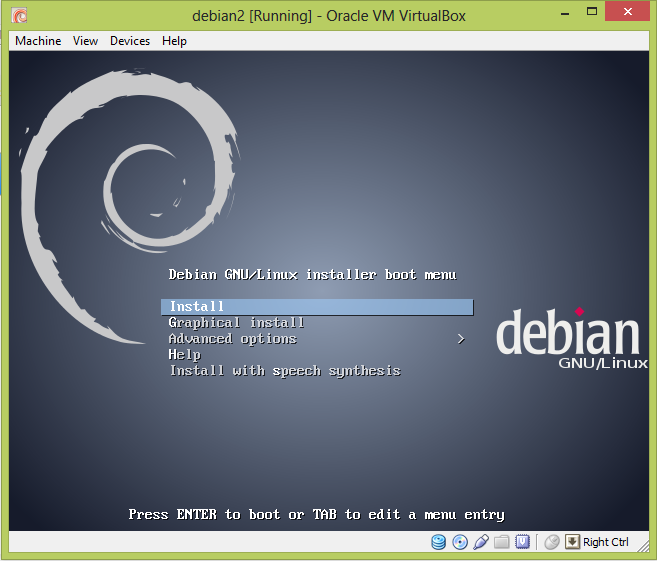 debian2 [Running] - Oracle VM VirtualBox
Machine View Devices Help
Debian GNU/Linux installer boot menu
Install
Graphical install
Advanced options >
Help
Install with speech synthesis
debian
GNU/Linux
Press ENTER to boot or TAB to edit a menu entry
Right Ctrl